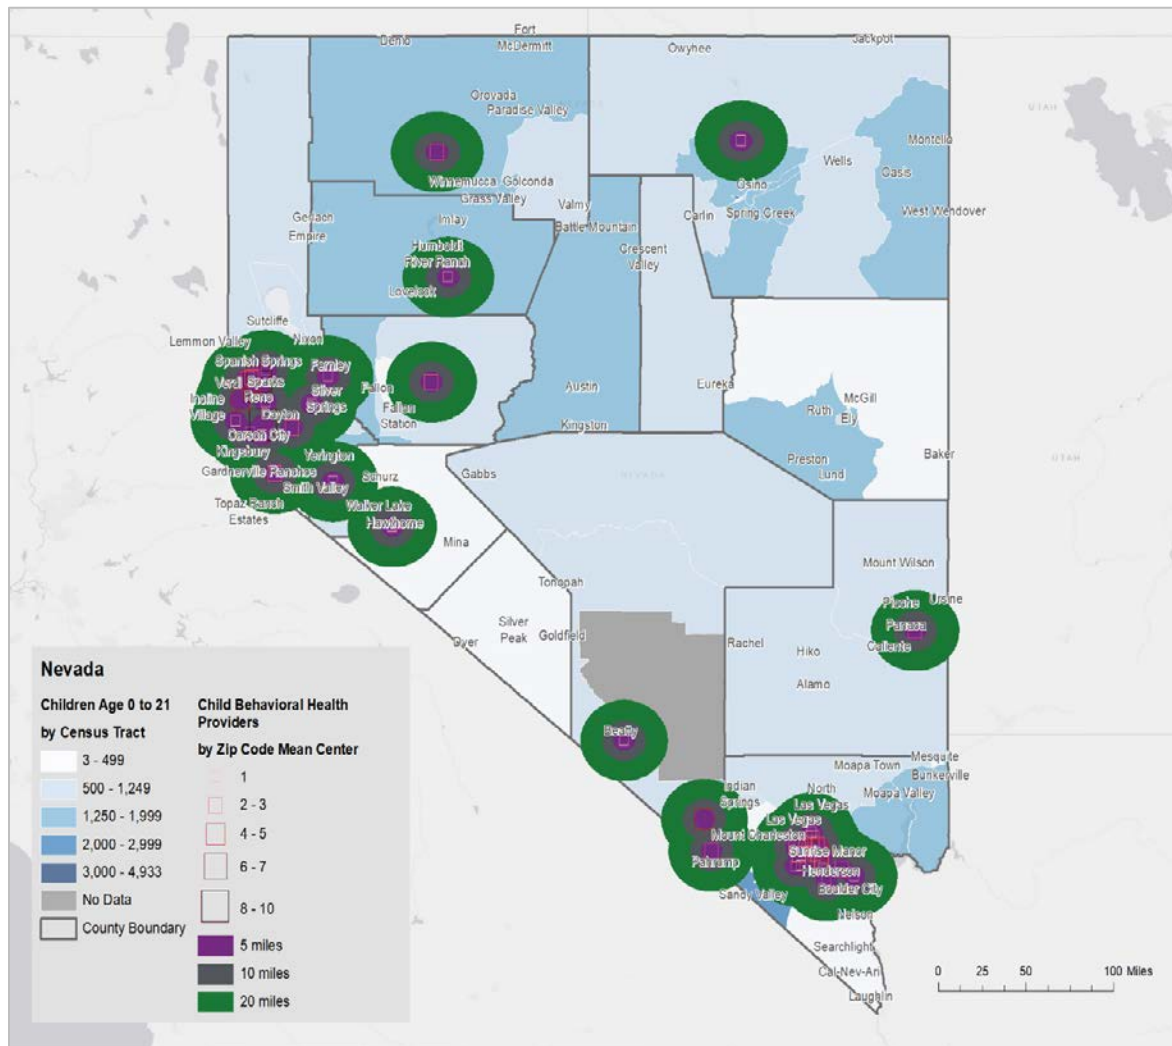 Fort
Denio
McDermitt
Owyhee
Jackpot
Orovada
Paradise Valley
UTAH
Montello
Wells
Oasis
Winnemucca
Golconda
Osino
Grass Valley
Valmy
Carlin
Spring Creek
West Wendover
Gerlach
Imlay
Battle Mountain
Empire
Humboldt
River Ranch
Crescent
Valley
Lovelock
Sutcliffe
Nixon
Lemmon Valley
Spanish Springs
Fernley
Verdi
Sparks
Fallon
Austin
Eureka
Incline
Village
Reno
Silver
Springs
McGill
Ruth
Ely
Dayton
Fallon
Station
Carson City
Kingston
Kingsbury
Yerington
Preston
Baker
Lund
UTAH
Gardnerville Ranchos
Smith Valley
Schurz
Gabbs
NEVADA
Topaz Ranch
Estates
Walker Lake
Hawthorne
Mina
Mount Wilson
Tonopah
Pioche
Ursine
Silver
Peak
Panaca
Dyer
Goldfield
Rachel
Hiko
Caliente
Alamo
Beatty
Mesquite
Moapa Town
Bunkerville
Indian
Springs
North
Las Vegas
Moapa Valley
Las Vegas
Mount Charleston
Sunrise Manor
Pahrump
Henderson
Boulder City
Sandy Valley
Nelson
Searchlight
Cal-Nev-Ari
Laughlin
Nevada
Children Age 0 to 21
by Census Tract
3 - 499
500 - 1,249
1,250 - 1,999
2,000 - 2,999
3,000 - 4,933
No Data
County Boundary
Child Behavioral Health
Providers
by Zip Code Mean Center
1
2 - 3
4 - 5
6 - 7
8 - 10
5 miles
10 miles
20 miles
0 25 50 100 Miles